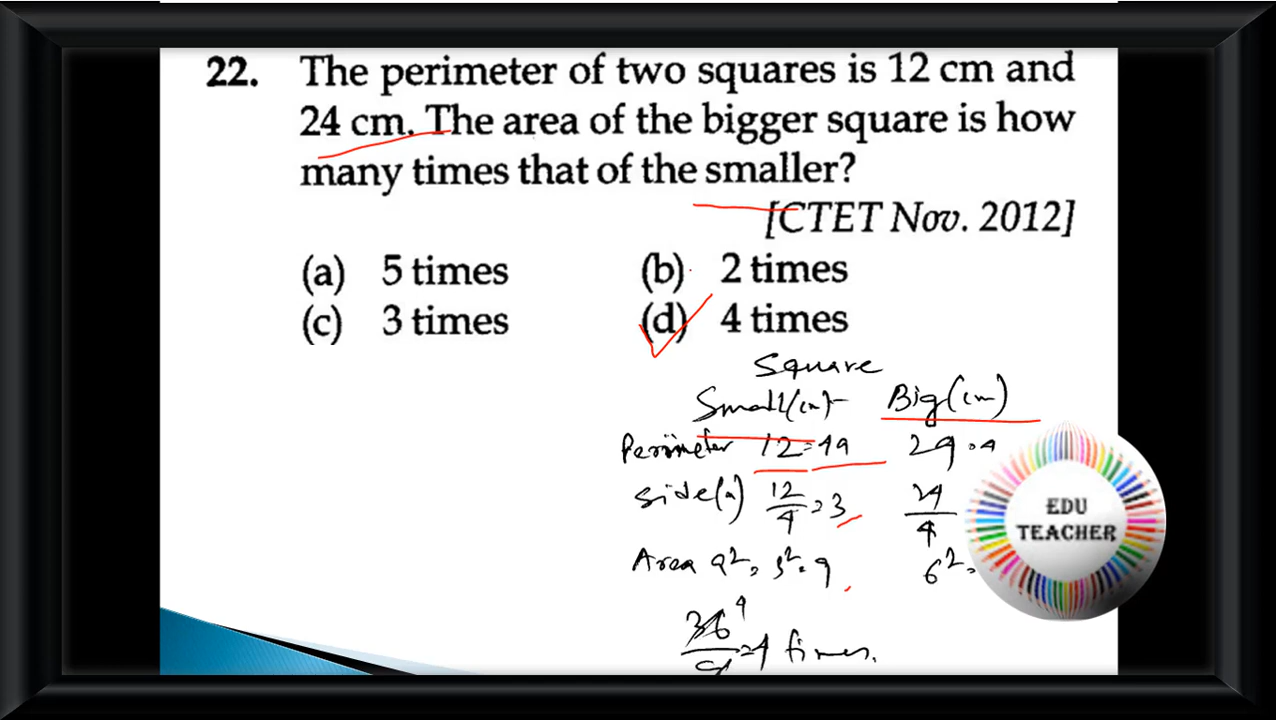 22. The perimeter of two squares is 12 cm and
24 cm. The area of the bigger square is how
many times that of the smaller?
[CTET Nov. 2012]
(a) 5 times (b) 2 times
(c) 3 times (d) 4 times
Square
Small(cm) Big(cm)
Perimeter 12=4a 24=4
side(a) 12/4=3 24/4
Area a²=3²=9 6²=
36/9=4 times.
EDU
TEACHER